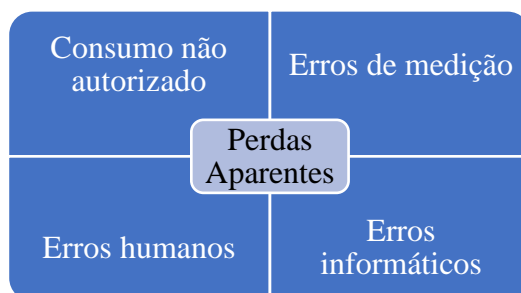 Consumo não
autorizado
Erros de medição
Perdas
Aparentes
Erros humanos
Erros
informáticos